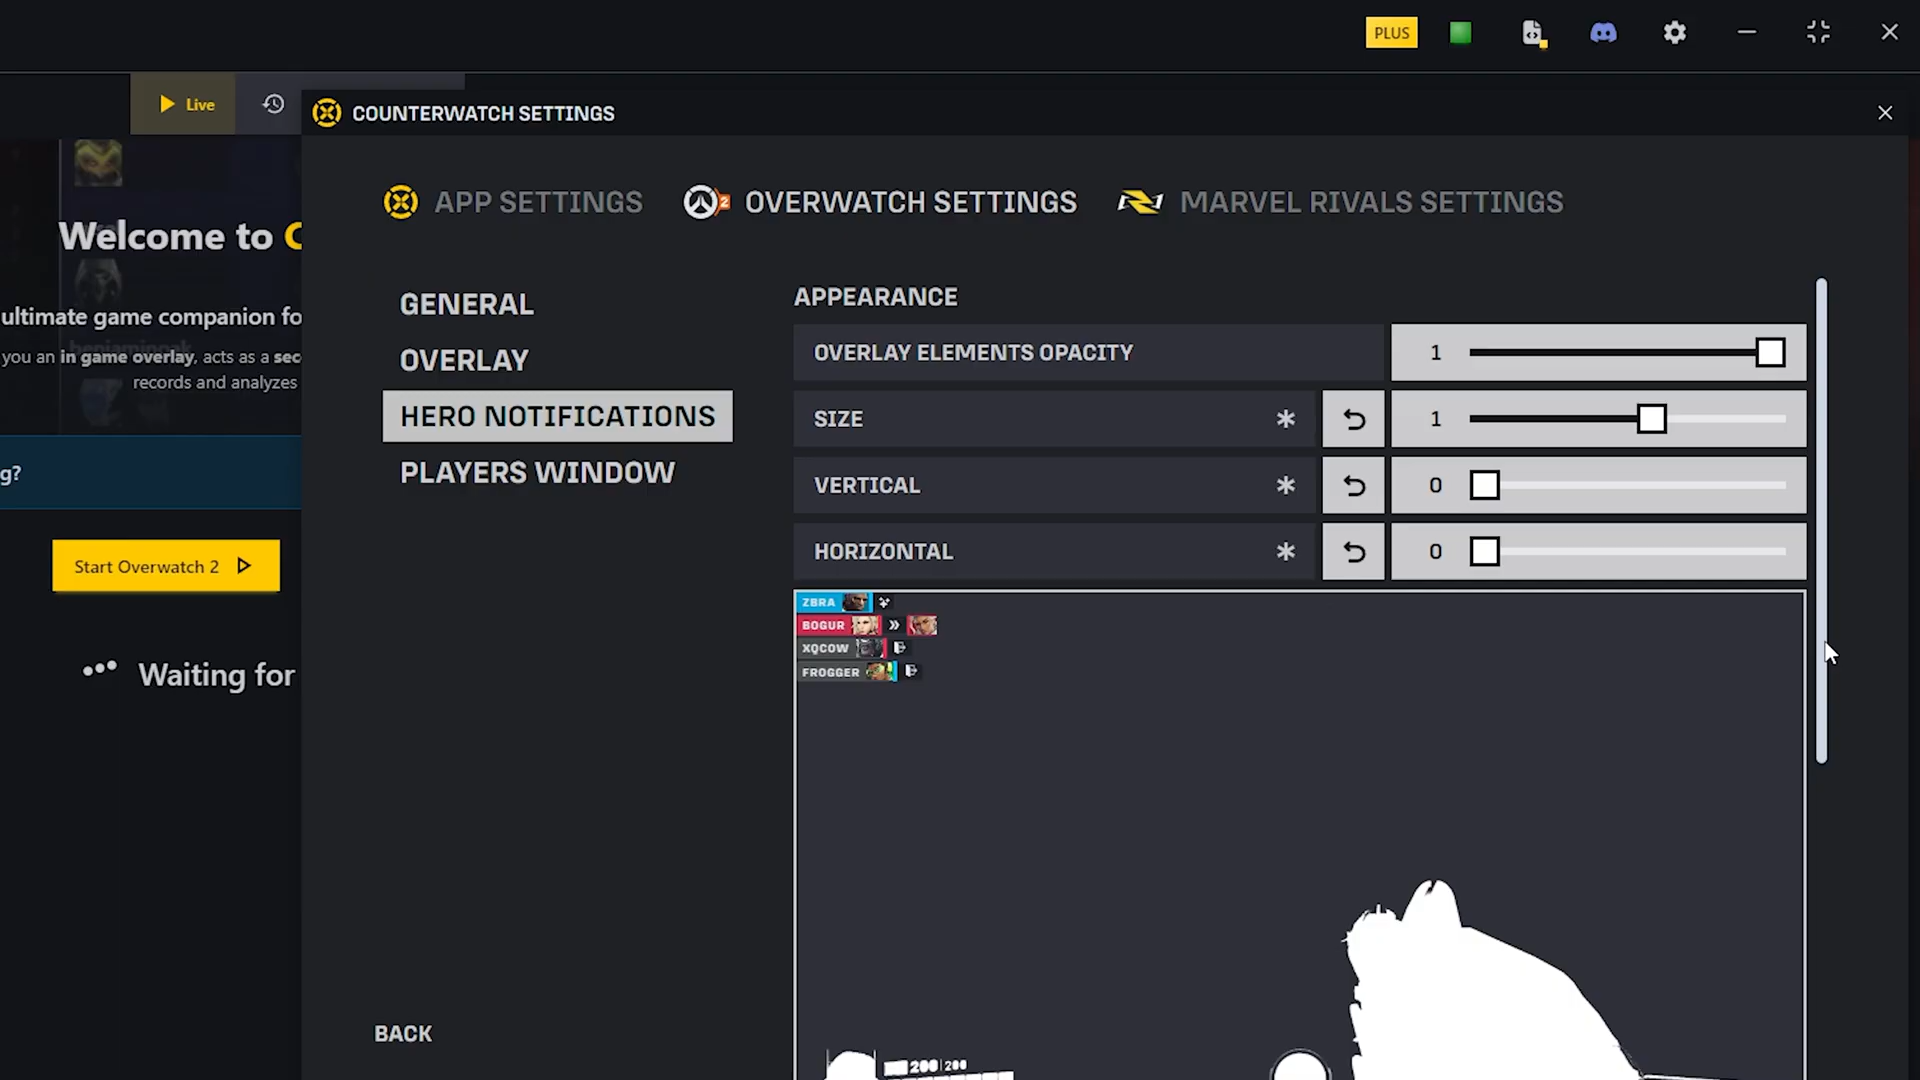 PLUS
Live
COUNTERWATCH SETTINGS
APP SETTINGS
2
OVERWATCH SETTINGS
MARVEL RIVALS SETTINGS
Welcome to C
ultimate game companion fo
you an in game overlay, acts as a sec
records and analyzes
g?
Start Overwatch 2
Waiting for
GENERAL
OVERLAY
HERO NOTIFICATIONS
PLAYERS WINDOW
BACK
APPEARANCE
OVERLAY ELEMENTS OPACITY
1
SIZE * 1
VERTICAL * 0
HORIZONTAL * 0
ZBRA
BOGUR
XQCOW
FROGGER
200|200